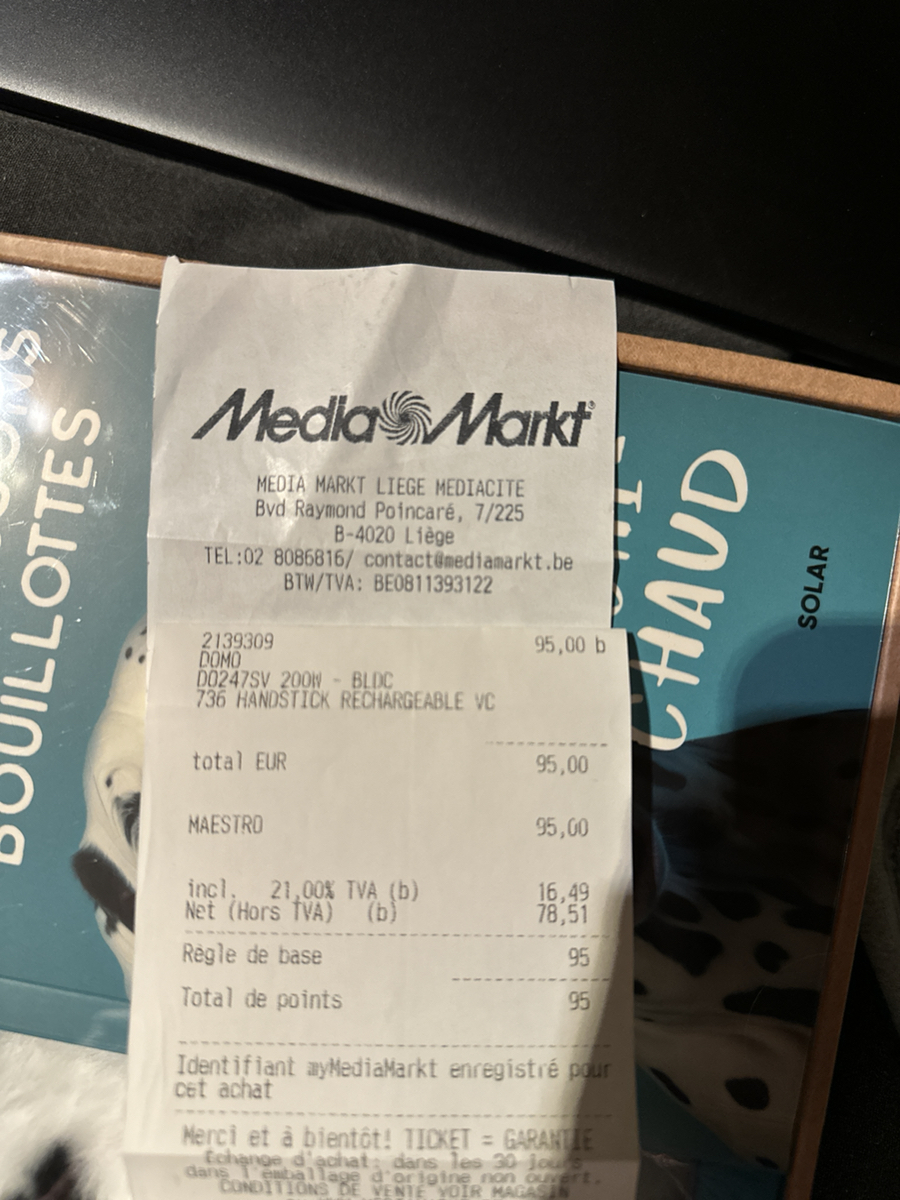 BOUILLOTTES
Media Markt®
MEDIA MARKT LIEGE MEDIACITE
Bvd Raymond Poincaré, 7/225
B-4020 Liège
TEL:02 8086816/ contact@mediamarkt.be
BTW/TVA: BE0811393122
2139309 95,00 b
DOMO
DO247SV 200W - BLDC
736 HANDSTICK RECHARGEABLE VC
total EUR 95,00
MAESTRO 95,00
incl. 21,00% TVA (b) 16,49
Net (Hors TVA) (b) 78,51
Règle de base 95
Total de points 95
Identifiant myMediaMarkt enregistré pour
cet achat
Merci et à bientôt! TICKET = GARANTIE
Echange d'achat: dans les 30 jours
dans l'emballage d'origine non ouvert.
CONDITIONS DE VENTE VOIR MAGASIN
CHAUD
SOLAR